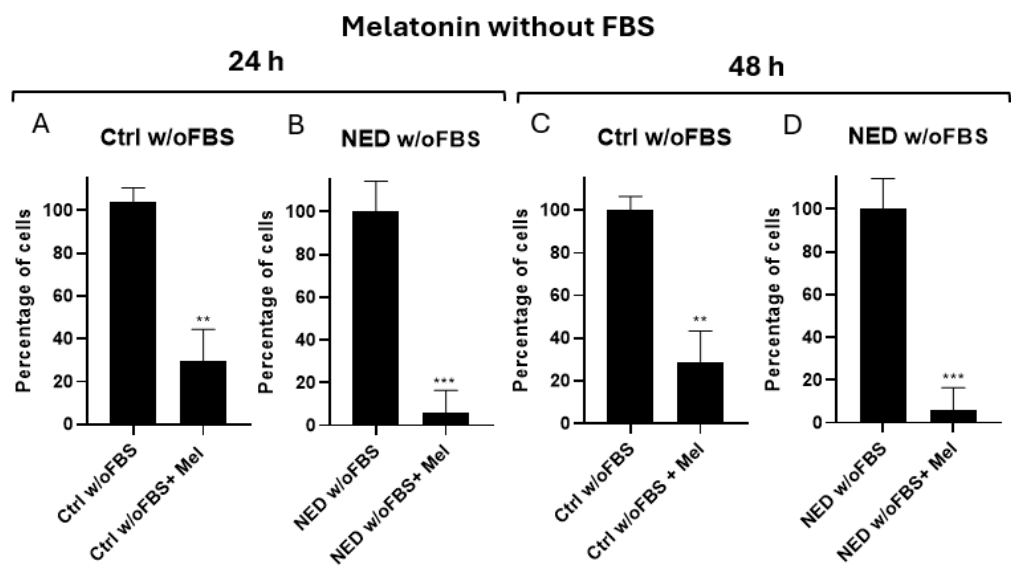 Melatonin without FBS
24 h
48 h
A
Ctrl w/oFBS
Percentage of cells
100
80
60
40
20
0
**
Ctrl w/oFBS
Ctrl w/oFBS+ Mel
B
NED w/oFBS
Percentage of cells
100
80
60
40
20
0
***
NED w/oFBS
NED w/oFBS+ Mel
C
Ctrl w/oFBS
Percentage of cells
100
80
60
40
20
0
**
Ctrl w/oFBS
Ctrl w/oFBS + Mel
D
NED w/oFBS
Percentage of cells
100
80
60
40
20
0
***
NED w/oFBS
NED w/oFBS+ Mel